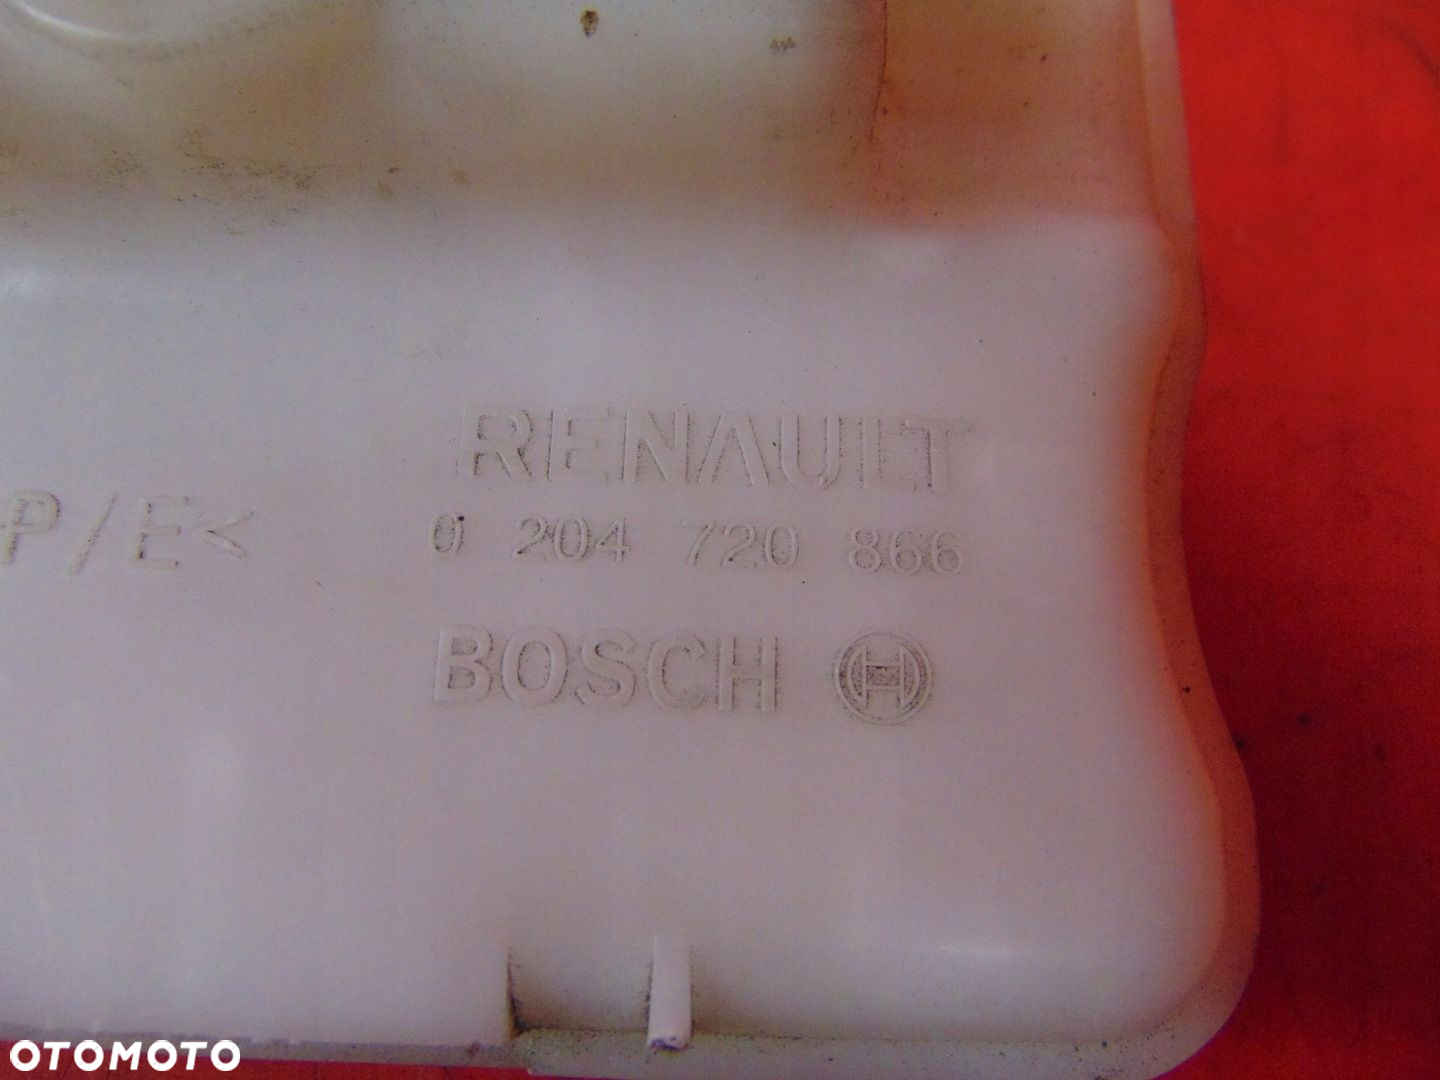 RENAULT
P/E<
0 204 720 866
BOSCH
OTOMOTO